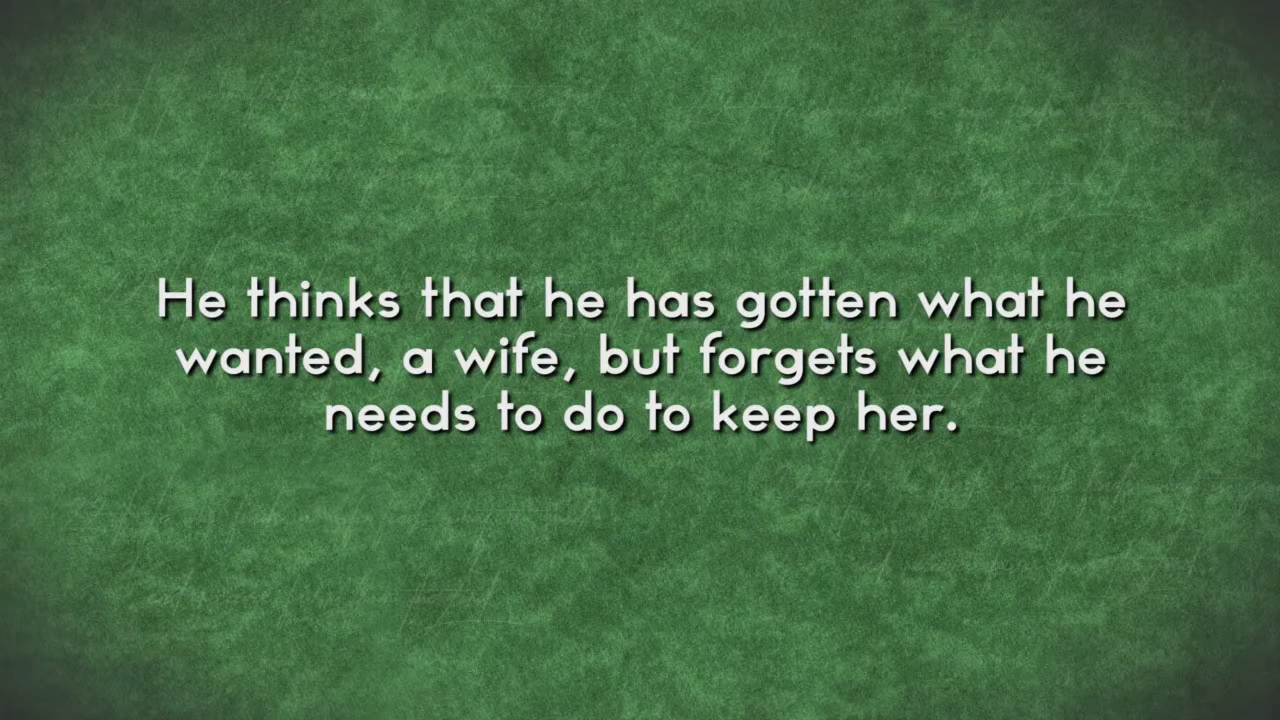 He thinks that he has gotten what he
wanted, a wife, but forgets what he
needs to do to keep her.